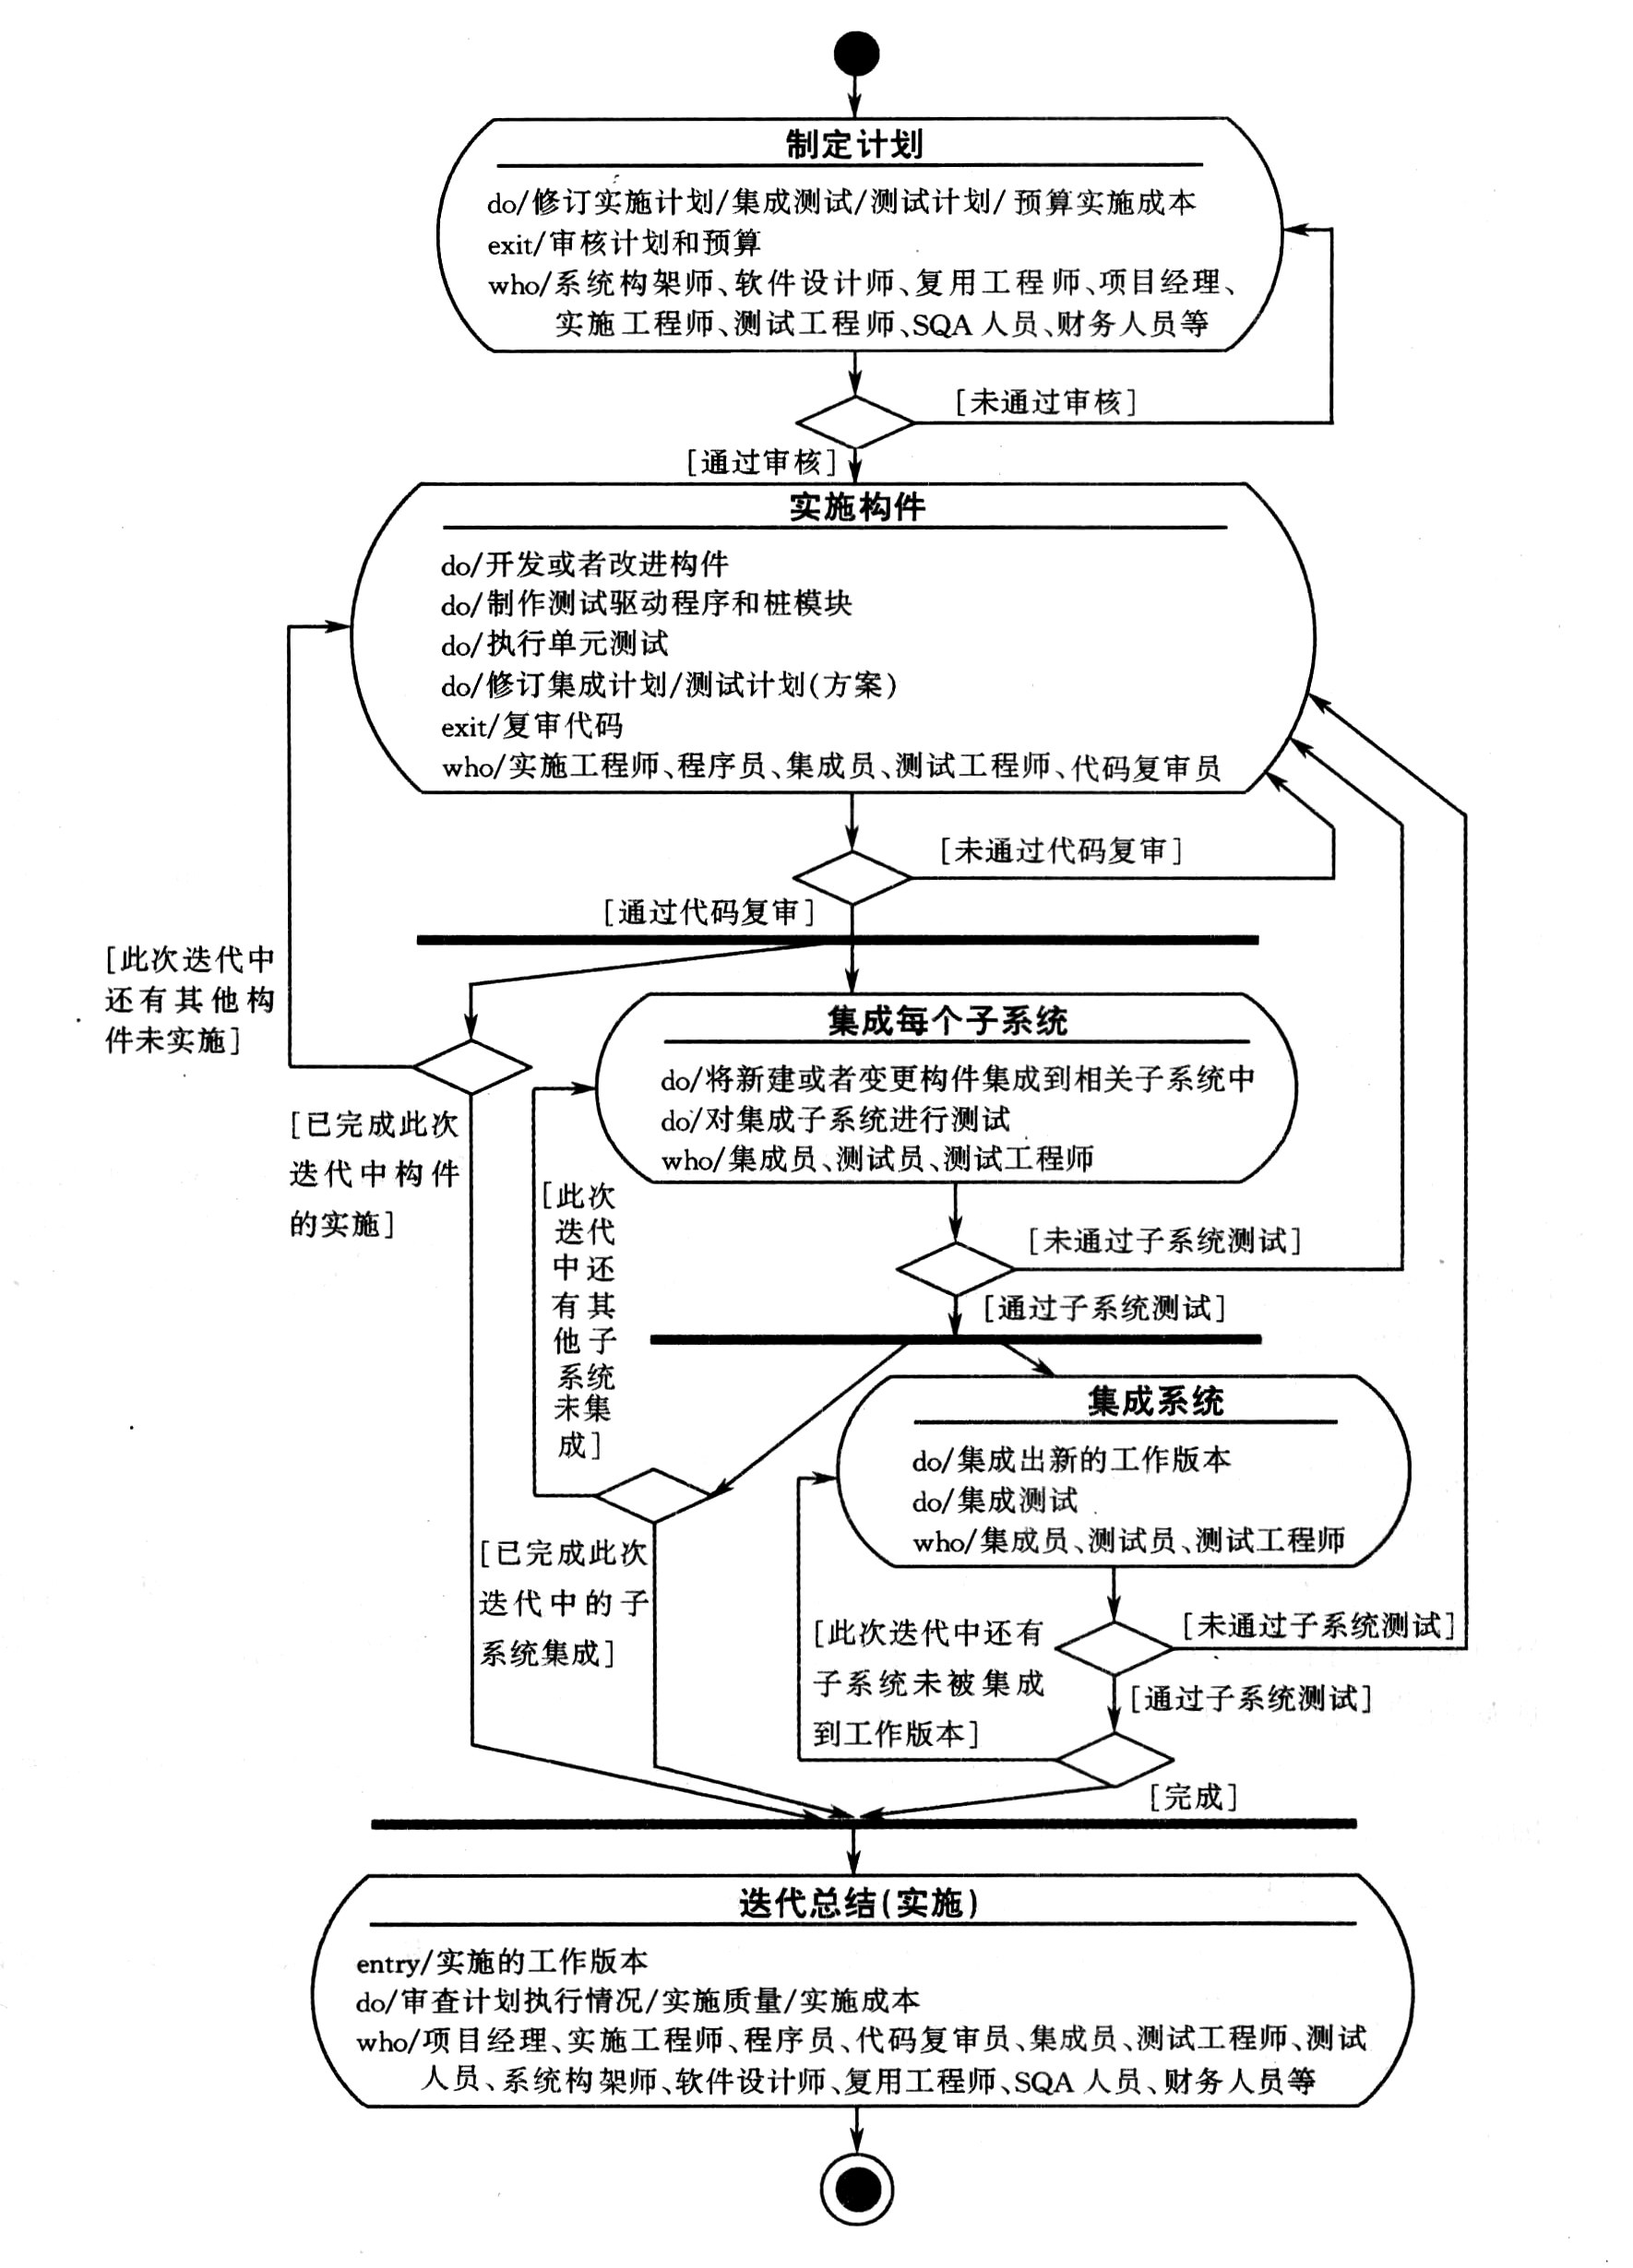 制定计划
do/修订实施计划/集成测试/测试计划/预算实施成本
exit/审核计划和预算
who/系统构架师、软件设计师、复用工程师、项目经理、
实施工程师、测试工程师、SQA人员、财务人员等
[未通过审核]
[通过审核]
实施构件
do/开发或者改进构件
do/制作测试驱动程序和桩模块
do/执行单元测试
do/修订集成计划/测试计划(方案)
exit/复审代码
who/实施工程师、程序员、集成员、测试工程师、代码复审员
[未通过代码复审]
[通过代码复审]
[此次迭代中
还有其他构
件未实施]
集成每个子系统
do/将新建或者变更构件集成到相关子系统中
do/对集成子系统进行测试
who/集成员、测试员、测试工程师
[已完成此次
迭代中构件
的实施]
[此次
迭代
中还
有其
他子
系统
未集
成]
[未通过子系统测试]
[通过子系统测试]
集成系统
do/集成出新的工作版本
do/集成测试
who/集成员、测试员、测试工程师
[已完成此次
迭代中的子
系统集成]
[此次迭代中还有
子系统未被集成
到工作版本]
[未通过子系统测试]
[通过子系统测试]
[完成]
迭代总结(实施)
entry/实施的工作版本
do/审查计划执行情况/实施质量/实施成本
who/项目经理、实施工程师、程序员、代码复审员、集成员、测试工程师、测试
人员、系统构架师、软件设计师、复用工程师、SQA人员、财务人员等